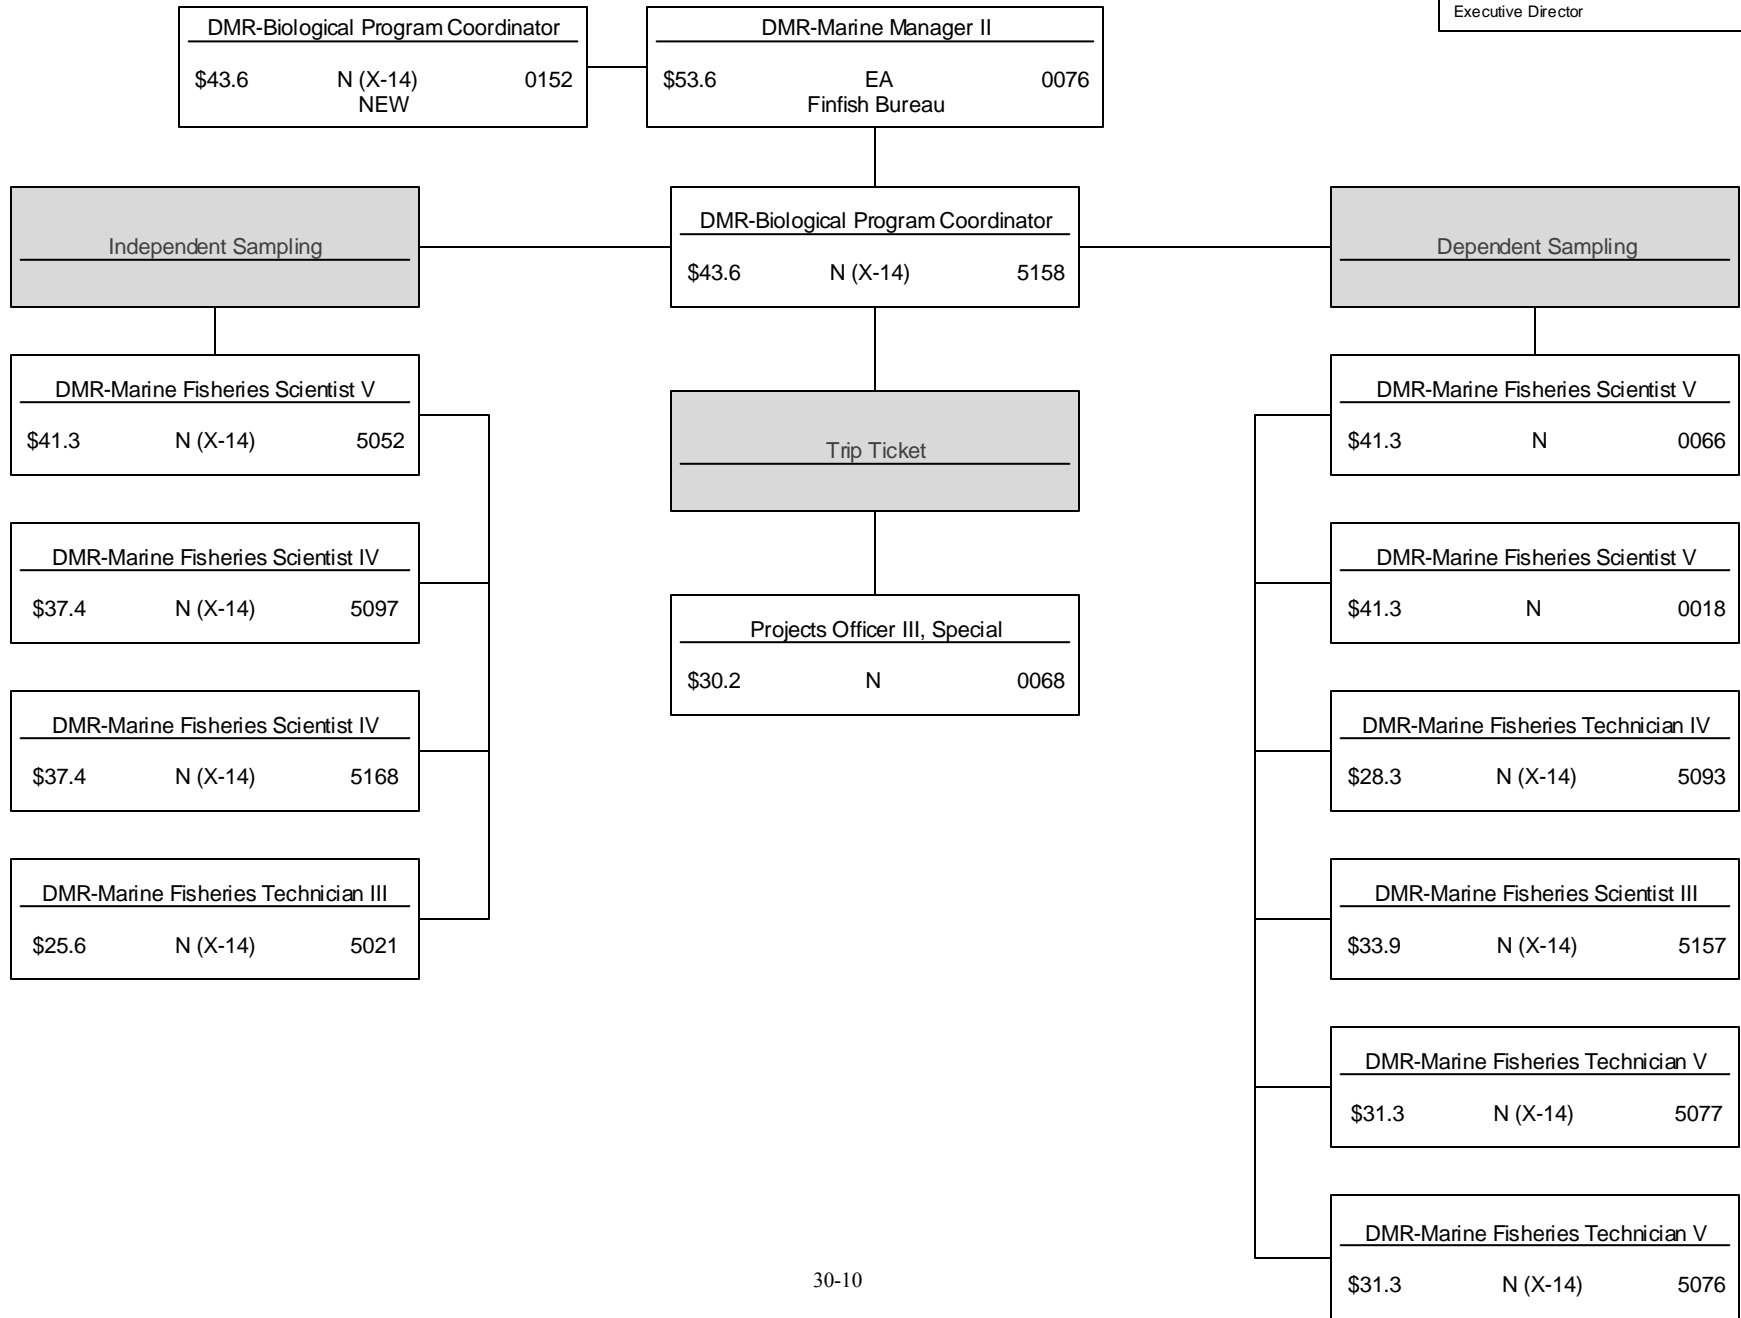 Executive Director
DMR-Biological Program Coordinator
$43.6 N (X-14) 0152
NEW
DMR-Marine Manager II
$53.6 EA 0076
Finfish Bureau
Independent Sampling
DMR-Biological Program Coordinator
$43.6 N (X-14) 5158
Dependent Sampling
DMR-Marine Fisheries Scientist V
$41.3 N (X-14) 5052
DMR-Marine Fisheries Scientist IV
$37.4 N (X-14) 5097
DMR-Marine Fisheries Scientist IV
$37.4 N (X-14) 5168
DMR-Marine Fisheries Technician III
$25.6 N (X-14) 5021
Trip Ticket
Projects Officer III, Special
$30.2 N 0068
DMR-Marine Fisheries Scientist V
$41.3 N 0066
DMR-Marine Fisheries Scientist V
$41.3 N 0018
DMR-Marine Fisheries Technician IV
$28.3 N (X-14) 5093
DMR-Marine Fisheries Scientist III
$33.9 N (X-14) 5157
DMR-Marine Fisheries Technician V
$31.3 N (X-14) 5077
DMR-Marine Fisheries Technician V
$31.3 N (X-14) 5076
30-10